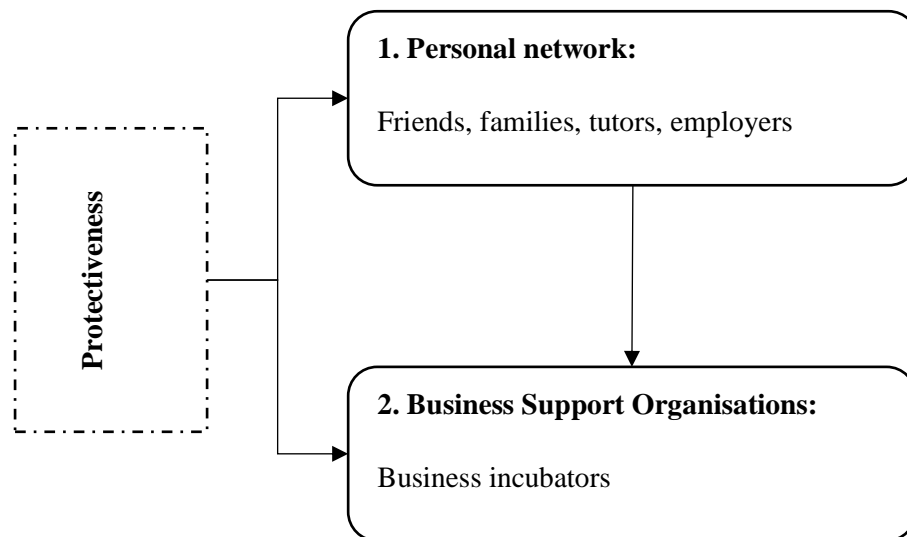 1. Personal network:
Friends, families, tutors, employers
Protectiveness
2. Business Support Organisations:
Business incubators